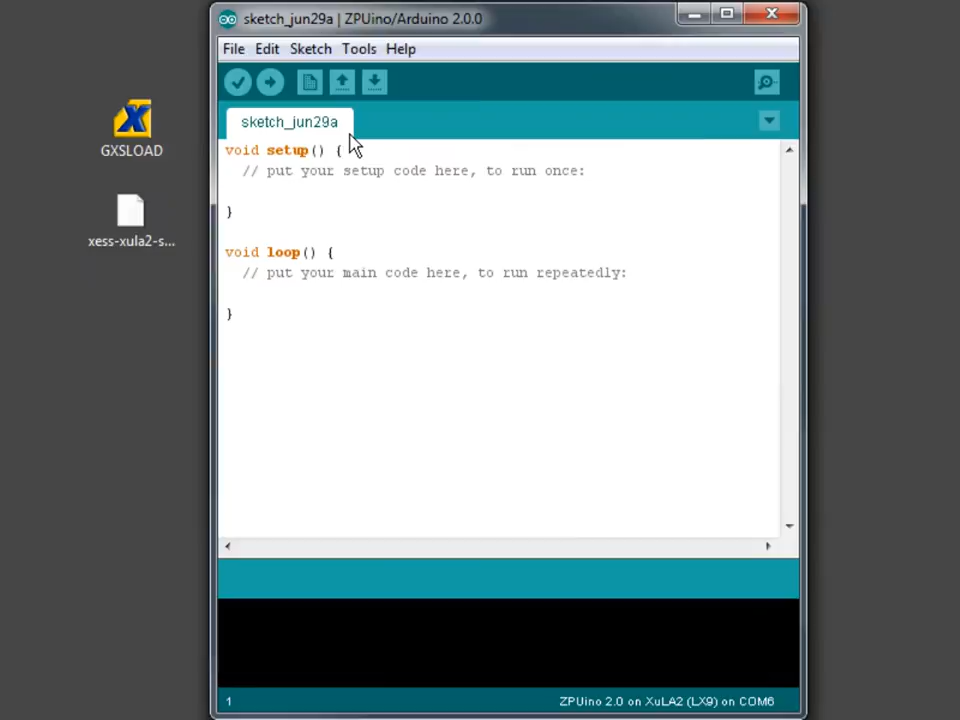 sketch_jun29a | ZPUino/Arduino 2.0.0
File Edit Sketch Tools Help
sketch_jun29a
void setup() {
// put your setup code here, to run once:
}
void loop() {
// put your main code here, to run repeatedly:
}
1
ZPUino 2.0 on XuLA2 (LX9) on COM6
GXSLOAD
xess-xula2-s...